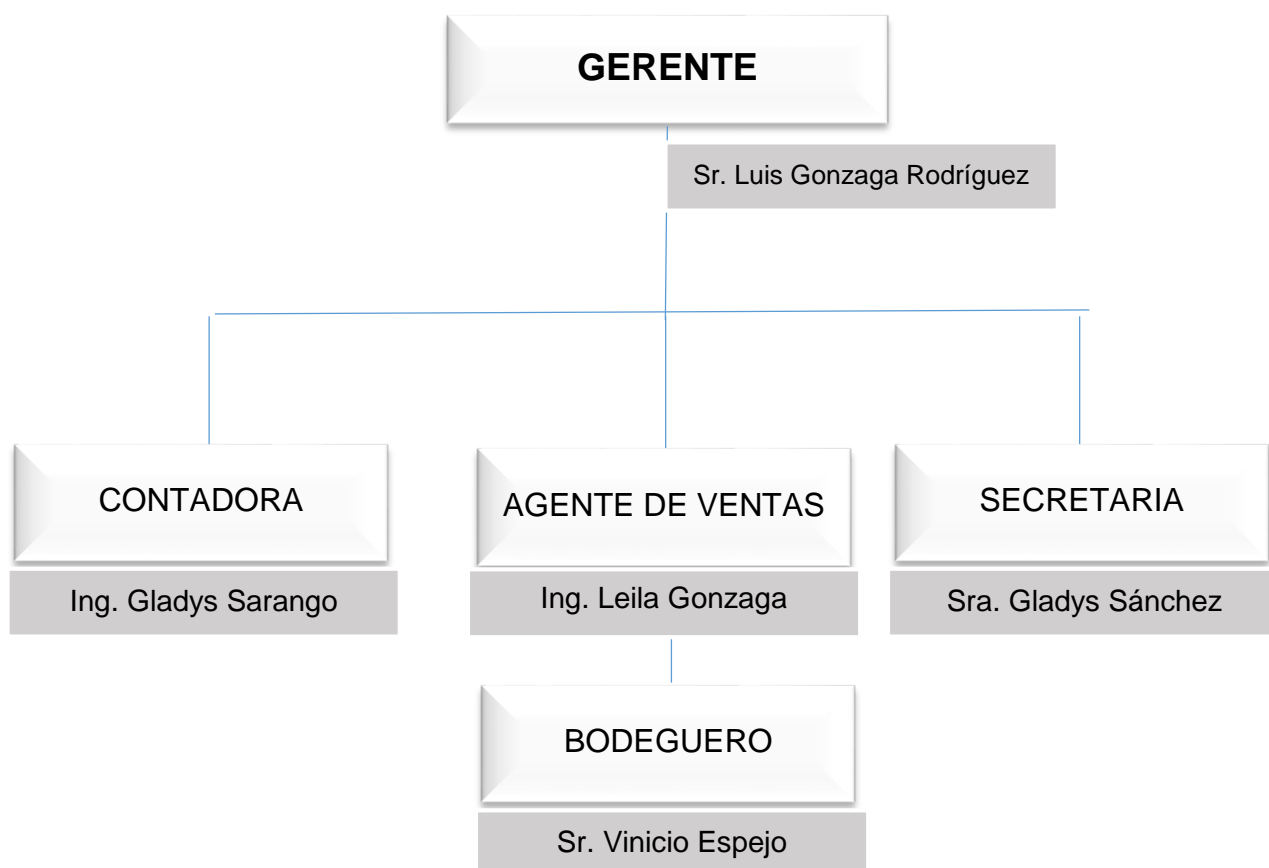 GERENTE
Sr. Luis Gonzaga Rodríguez
CONTADORA
Ing. Gladys Sarango
AGENTE DE VENTAS
Ing. Leila Gonzaga
SECRETARIA
Sra. Gladys Sánchez
BODEGUERO
Sr. Vinicio Espejo